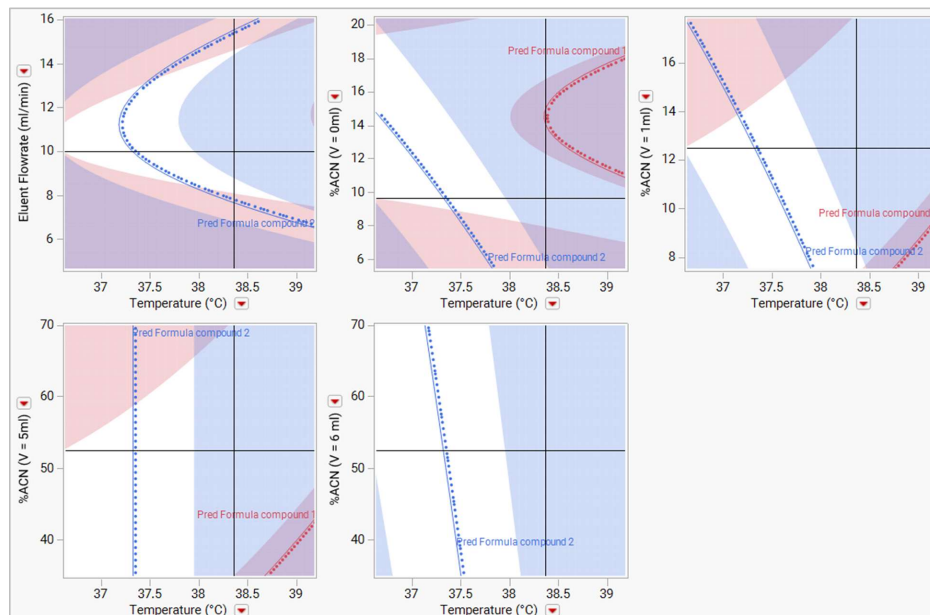 Eluent Flowrate (ml/min)
16
14
12
10
8
6
Pred Formula compound 2
37 37.5 38 38.5 39
Temperature (°C)
%ACN (V = 0ml)
20
18
16
14
12
10
8
6
Pred Formula compound 1
Pred Formula compound 2
37 37.5 38 38.5 39
Temperature (°C)
%ACN (V = 1ml)
16
14
12
10
8
Pred Formula compound
Pred Formula compound 2
37 37.5 38 38.5 39
Temperature (°C)
%ACN (V = 5ml)
70
60
50
40
Pred Formula compound 2
Pred Formula compound 1
37 37.5 38 38.5 39
Temperature (°C)
%ACN (V = 6 ml)
70
60
50
40
Pred Formula compound 2
37 37.5 38 38.5 39
Temperature (°C)